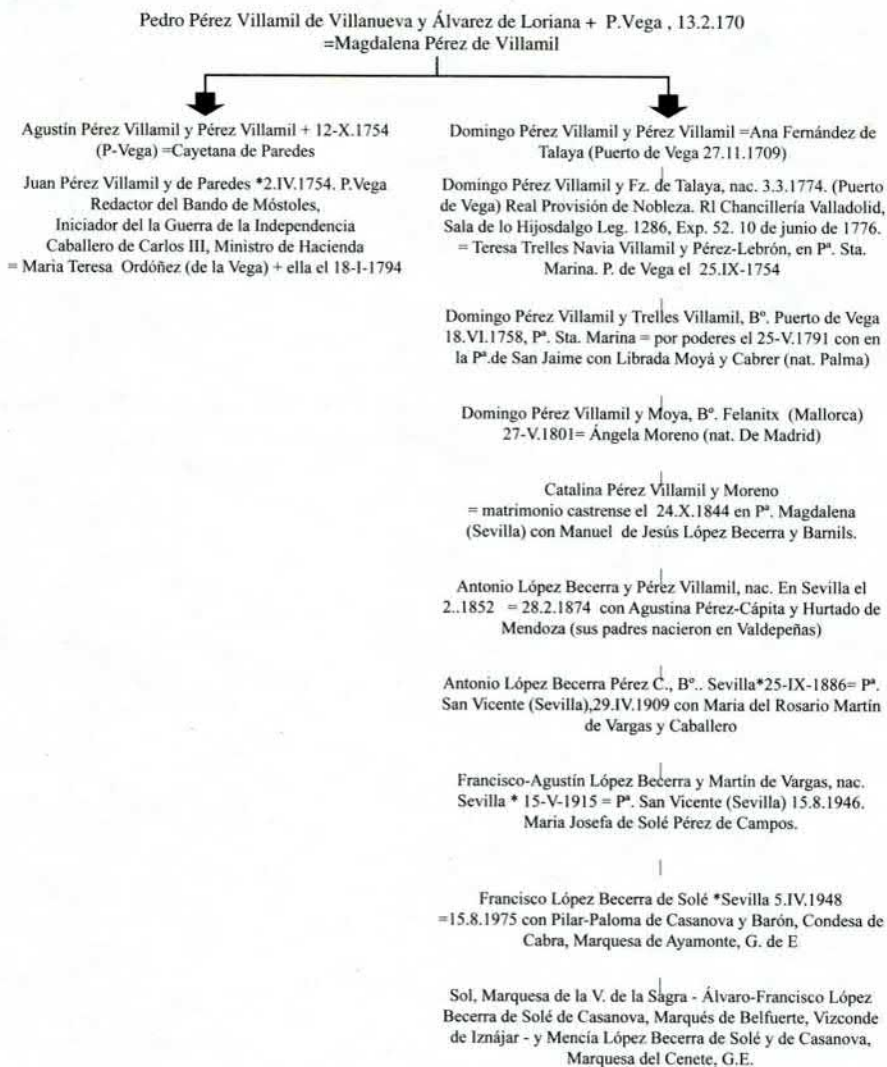 Pedro Pérez Villamil de Villanueva y Álvarez de Loriana + P.Vega , 13.2.170
=Magdalena Pérez de Villamil
Agustín Pérez Villamil y Pérez Villamil + 12-X.1754
(P-Vega) =Cayetana de Paredes
Juan Pérez Villamil y de Paredes *2.IV.1754. P.Vega
Redactor del Bando de Móstoles,
Iniciador del la Guerra de la Independencia
Caballero de Carlos III, Ministro de Hacienda
= Maria Teresa Ordóñez (de la Vega) + ella el 18-I-1794
Domingo Pérez Villamil y Pérez Villamil =Ana Fernández de
Talaya (Puerto de Vega 27.11.1709)
Domingo Pérez Villamil y Fz. de Talaya, nac. 3.3.1774. (Puerto
de Vega) Real Provisión de Nobleza. Rl Chancillería Valladolid,
Sala de lo Hijosdalgo Leg. 1286, Exp. 52. 10 de junio de 1776.
= Teresa Trelles Navia Villamil y Pérez-Lebrón, en Pª. Sta.
Marina. P. de Vega el 25.IX-1754
Domingo Pérez Villamil y Trelles Villamil, Bº. Puerto de Vega
18.VI.1758, Pª. Sta. Marina = por poderes el 25-V.1791 con en
la Pª.de San Jaime con Librada Moyá y Cabrer (nat. Palma)
Domingo Pérez Villamil y Moya, Bº. Felanitx (Mallorca)
27-V.1801= Ángela Moreno (nat. De Madrid)
Catalina Pérez Villamil y Moreno
= matrimonio castrense el 24.X.1844 en Pª. Magdalena
(Sevilla) con Manuel de Jesús López Becerra y Barnils.
Antonio López Becerra y Pérez Villamil, nac. En Sevilla el
2..1852 = 28.2.1874 con Agustina Pérez-Cápita y Hurtado de
Mendoza (sus padres nacieron en Valdepeñas)
Antonio López Becerra Pérez C., Bº.. Sevilla*25-IX-1886= Pª.
San Vicente (Sevilla),29.IV.1909 con Maria del Rosario Martín
de Vargas y Caballero
Francisco-Agustín López Becerra y Martín de Vargas, nac.
Sevilla * 15-V-1915 = Pª. San Vicente (Sevilla) 15.8.1946.
Maria Josefa de Solé Pérez de Campos.
Francisco López Becerra de Solé *Sevilla 5.IV.1948
=15.8.1975 con Pilar-Paloma de Casanova y Barón, Condesa de
Cabra, Marquesa de Ayamonte, G. de E
Sol, Marquesa de la V. de la Sagra - Álvaro-Francisco López
Becerra de Solé de Casanova, Marqués de Belfuerte, Vizconde
de Iznájar - y Mencía López Becerra de Solé y de Casanova,
Marquesa del Cenete, G.E.